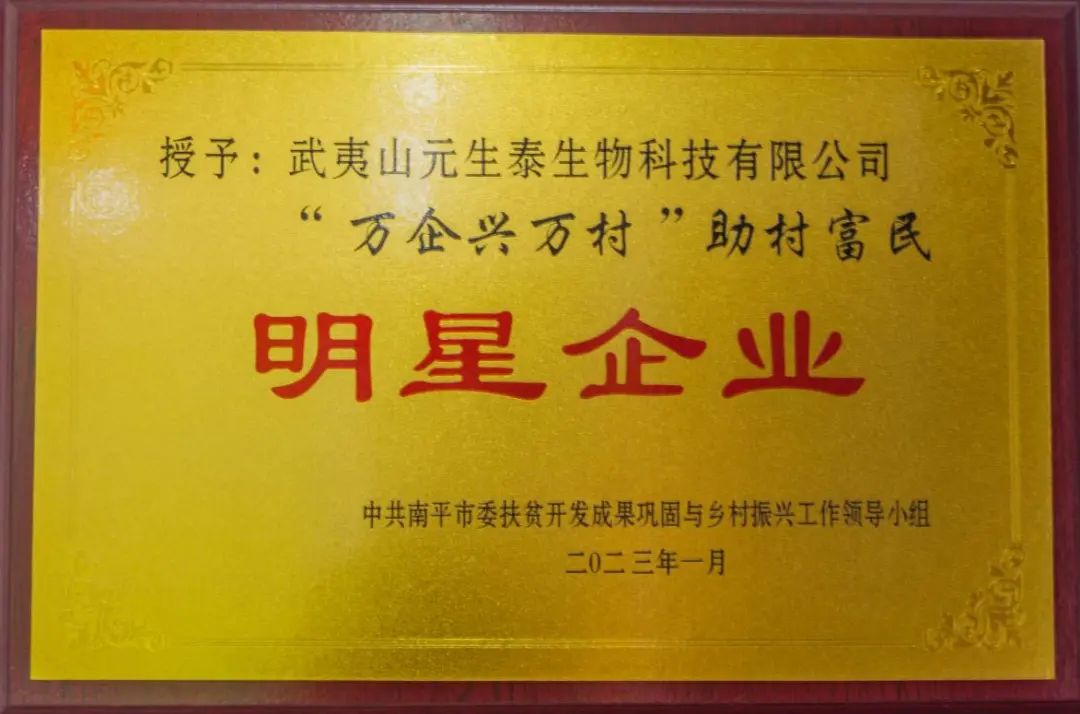 授予：武夷山元生泰生物科技有限公司
“万企兴万村”助村富民
明星企业
中共南平市委扶贫开发成果巩固与乡村振兴工作领导小组
二〇二三年一月